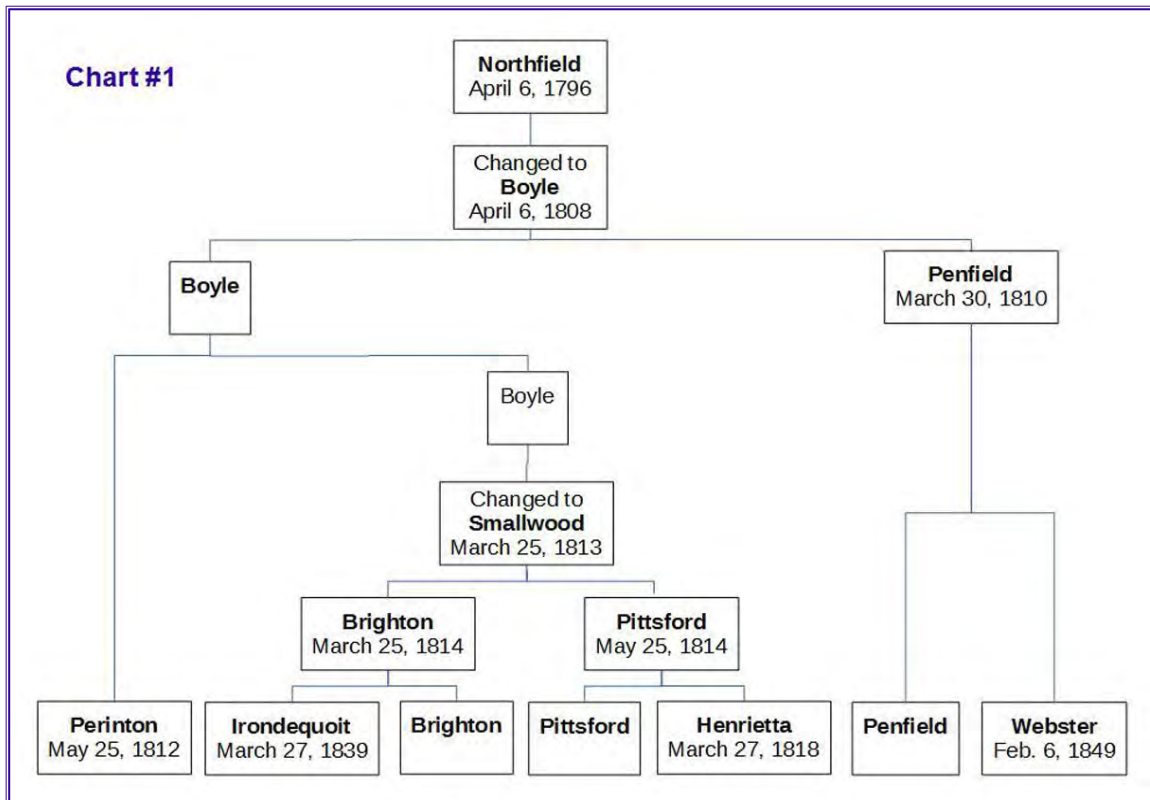 Chart #1
Northfield
April 6, 1796
Changed to
Boyle
April 6, 1808
Boyle
Penfield
March 30, 1810
Boyle
Changed to
Smallwood
March 25, 1813
Brighton
March 25, 1814
Pittsford
May 25, 1814
Perinton
May 25, 1812
Irondequoit
March 27, 1839
Brighton
Pittsford
Henrietta
March 27, 1818
Penfield
Webster
Feb. 6, 1849